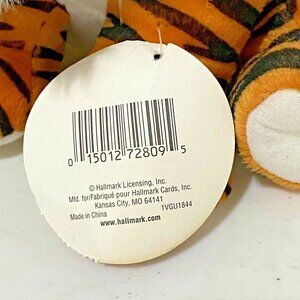 0 15012 72809 5
© Hallmark Licensing, Inc.
Mfd. for/Fabriqué pour Hallmark Cards, Inc.
Kansas City, MO 64141
Made in China 1VGU1844
www.hallmark.com